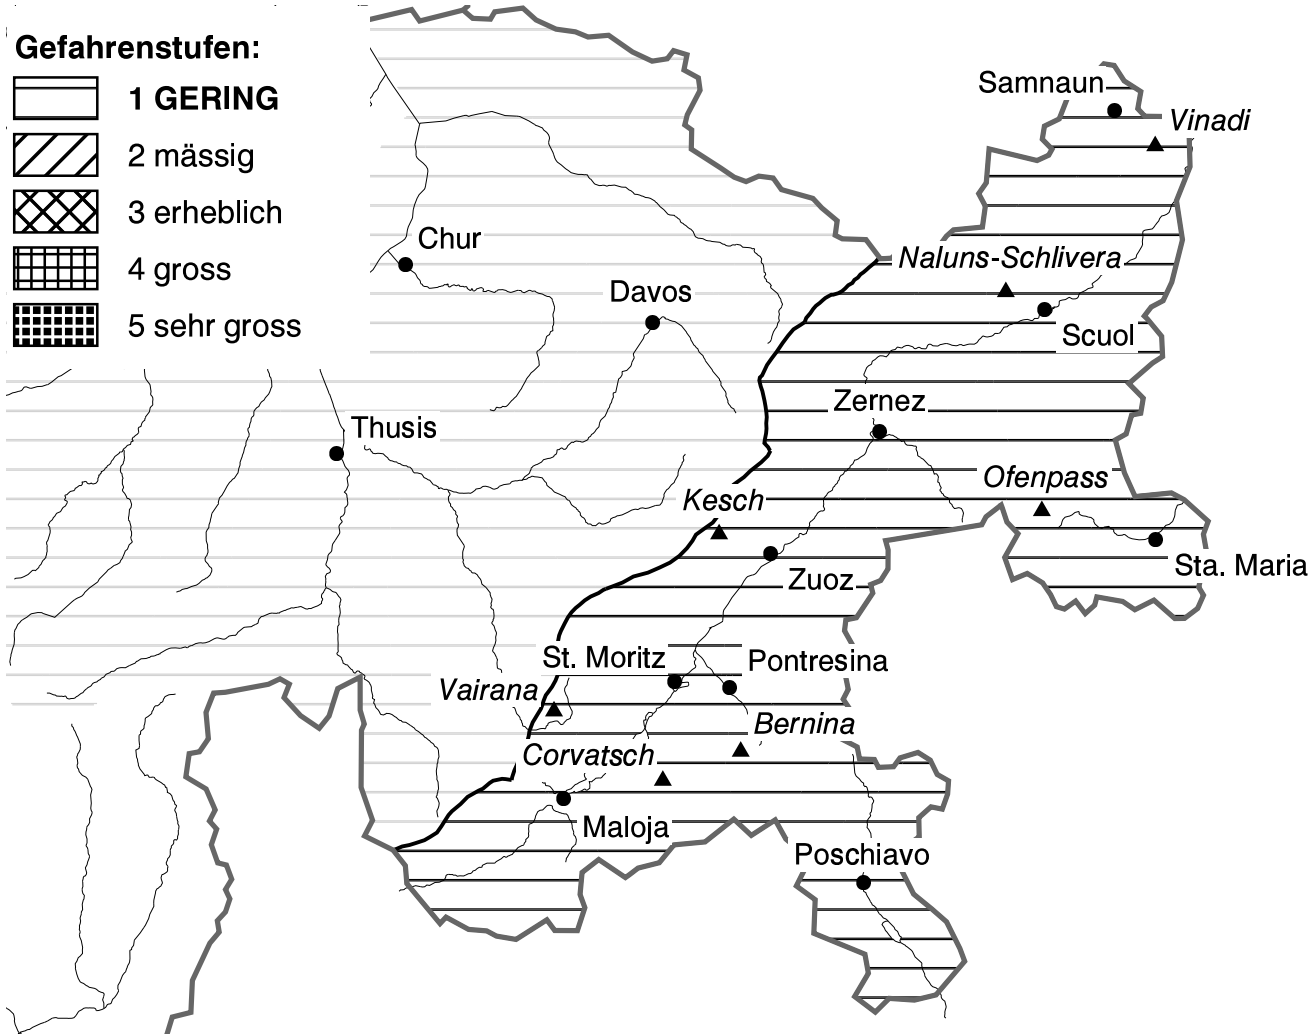 Gefahrenstufen:
1 GERING
2 mässig
3 erheblich
4 gross
5 sehr gross
Samnaun
Vinadi
Chur
Naluns-Schlivera
Davos
Scuol
Zernez
Thusis
Ofenpass
Kesch
Sta. Maria
Zuoz
St. Moritz
Pontresina
Vairana
Bernina
Corvatsch
Maloja
Poschiavo